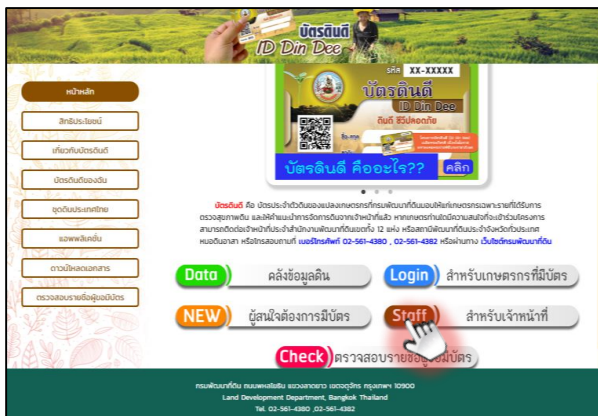 บัตรดินดี
ID Din Dee
รหัส XX-XXXXX
บัตรดินดี
ID Din Dee
ดินดี ชีวีปลอดภัย
ชื่อ-สกุล
บัตรดินดี คืออะไร?? คลิก
หน้าหลัก
สิทธิประโยชน์
เกี่ยวกับบัตรดินดี
บัตรดินดีของฉัน
ชุดดินประเทศไทย
แอพพลิเคชั่น
ดาวน์โหลดเอกสาร
ตรวจสอบรายชื่อผู้ขอมีบัตร
บัตรดินดี คือ บัตรประจำตัวดินของแปลงเกษตรกรที่กรมพัฒนาที่ดินมอบให้แก่เกษตรกรเฉพาะรายที่ได้รับการ
ตรวจสุขภาพดิน และให้คำแนะนำการจัดการดินจากเจ้าหน้าที่แล้ว หากเกษตรกรท่านใดมีความสนใจที่จะเข้าร่วมโครงการ
สามารถติดต่อเจ้าหน้าที่ประจำสำนักงานพัฒนาที่ดินเขตทั้ง 12 แห่ง หรือสถานีพัฒนาที่ดินประจำจังหวัดทั่วประเทศ
หมอดินอาสา หรือโทรสอบถามที่ เบอร์โทรศัพท์ 02-561-4380 , 02-561-4382 หรือผ่านทาง เว็บไซต์กรมพัฒนาที่ดิน
Data คลังข้อมูลดิน
Login สำหรับเกษตรกรที่มีบัตร
NEW ผู้สนใจต้องการมีบัตร
Staff สำหรับเจ้าหน้าที่
Check ตรวจสอบรายชื่อผู้ขอมีบัตร
กรมพัฒนาที่ดิน ถนนพหลโยธิน แขวงลาดยาว เขตจตุจักร กรุงเทพฯ 10900
Land Development Department, Bangkok Thailand
Tel. 02-561-4380 ,02-561-4382